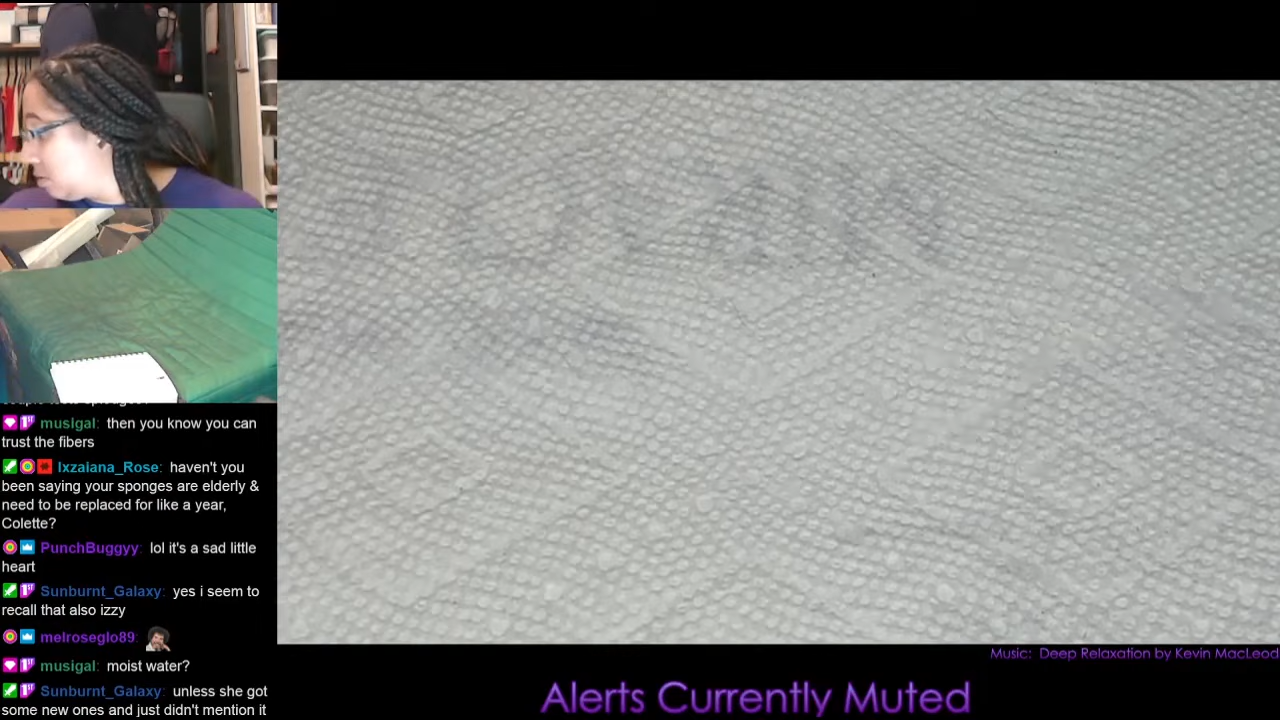 musigal: then you know you can
trust the fibers
Ixzaiana_Rose: haven't you
been saying your sponges are elderly &
need to be replaced for like a year,
Colette?
PunchBuggyy: lol it's a sad little
heart
Sunburnt_Galaxy: yes i seem to
recall that also izzy
melroseglo89:
musigal: moist water?
Sunburnt_Galaxy: unless she got
some new ones and just didn't mention it
Music: Deep Relaxation by Kevin MacLeod
Alerts Currently Muted